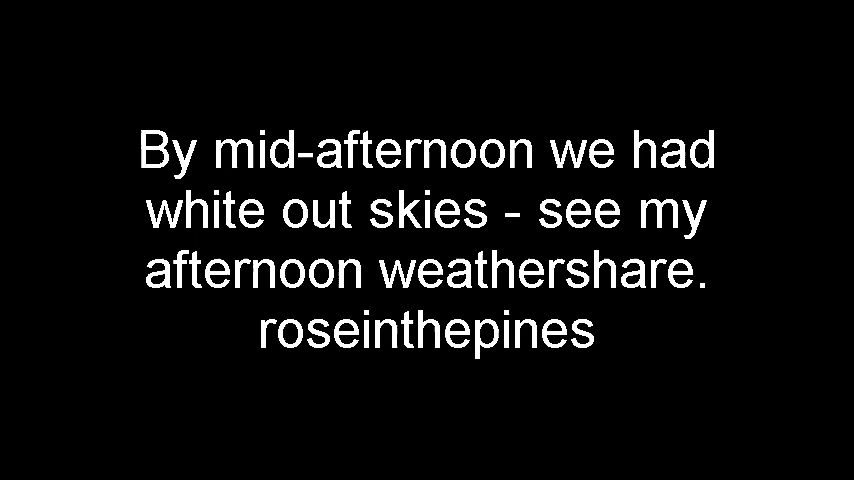 By mid-afternoon we had
white out skies - see my
afternoon weathershare.
roseinthepines